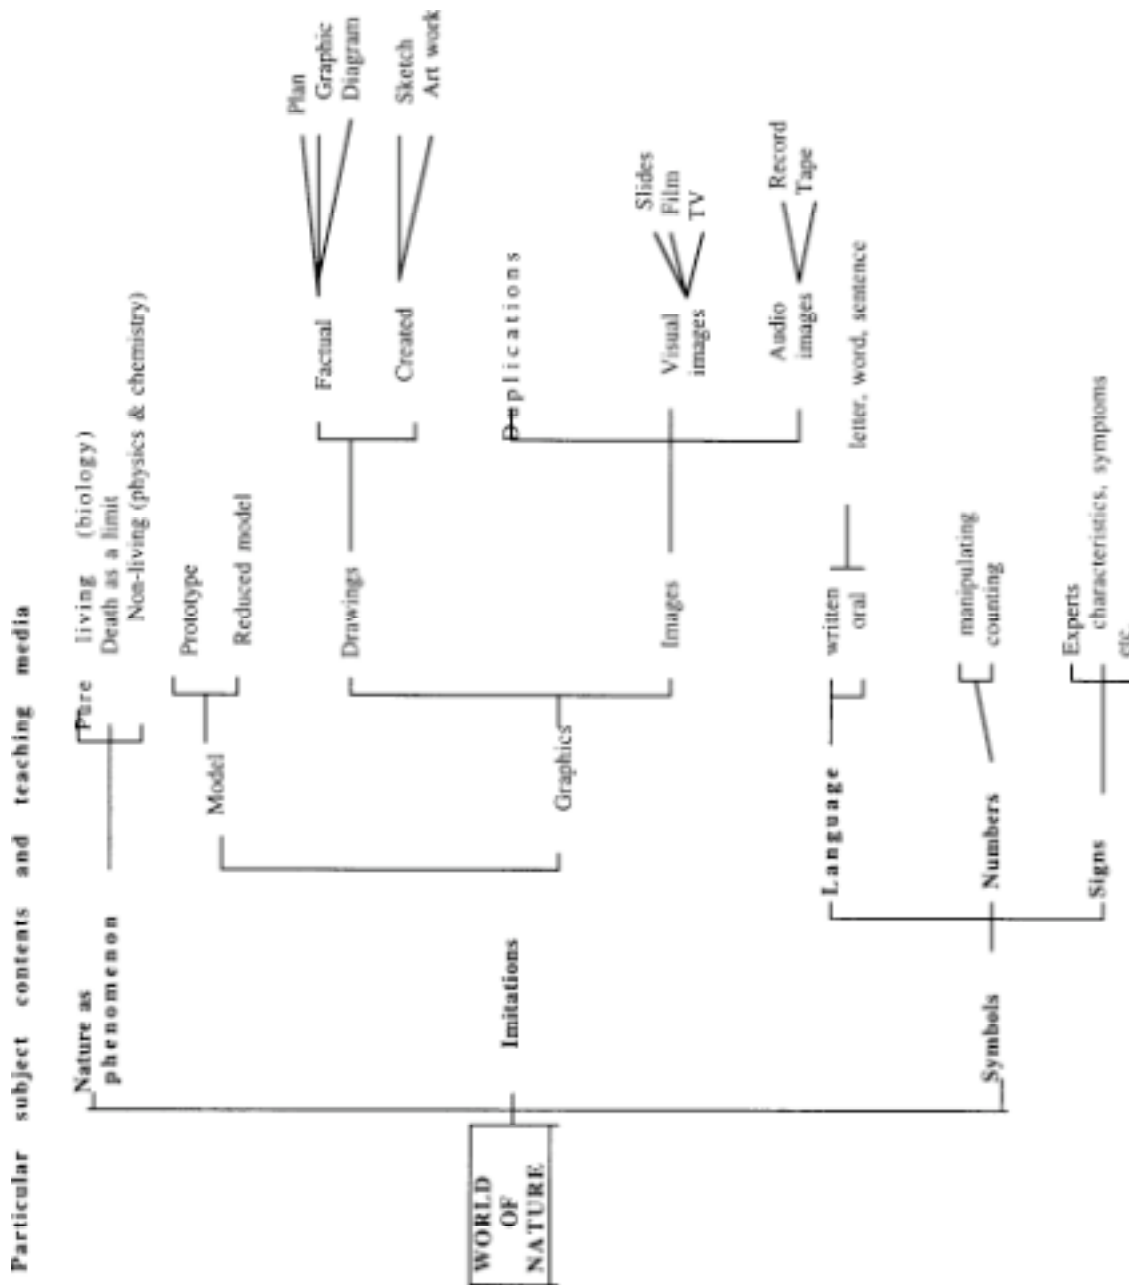 Particular subject contents and teaching media
WORLD
OF
NATURE
Nature as
phenomenon
Pure living (biology)
Death as a limit
Non-living (physics & chemistry)
Imitations
Model
Prototype
Reduced model
Graphics
Drawings
Factual
Plan
Graphic
Diagram
Created
Sketch
Art work
Images
Duplications
Visual
images
Slides
Film
TV
Audio
images
Record
Tape
Symbols
Language
written
oral
letter, word, sentence
Numbers
manipulating
counting
Signs
Experts
characteristics, symptoms
etc.